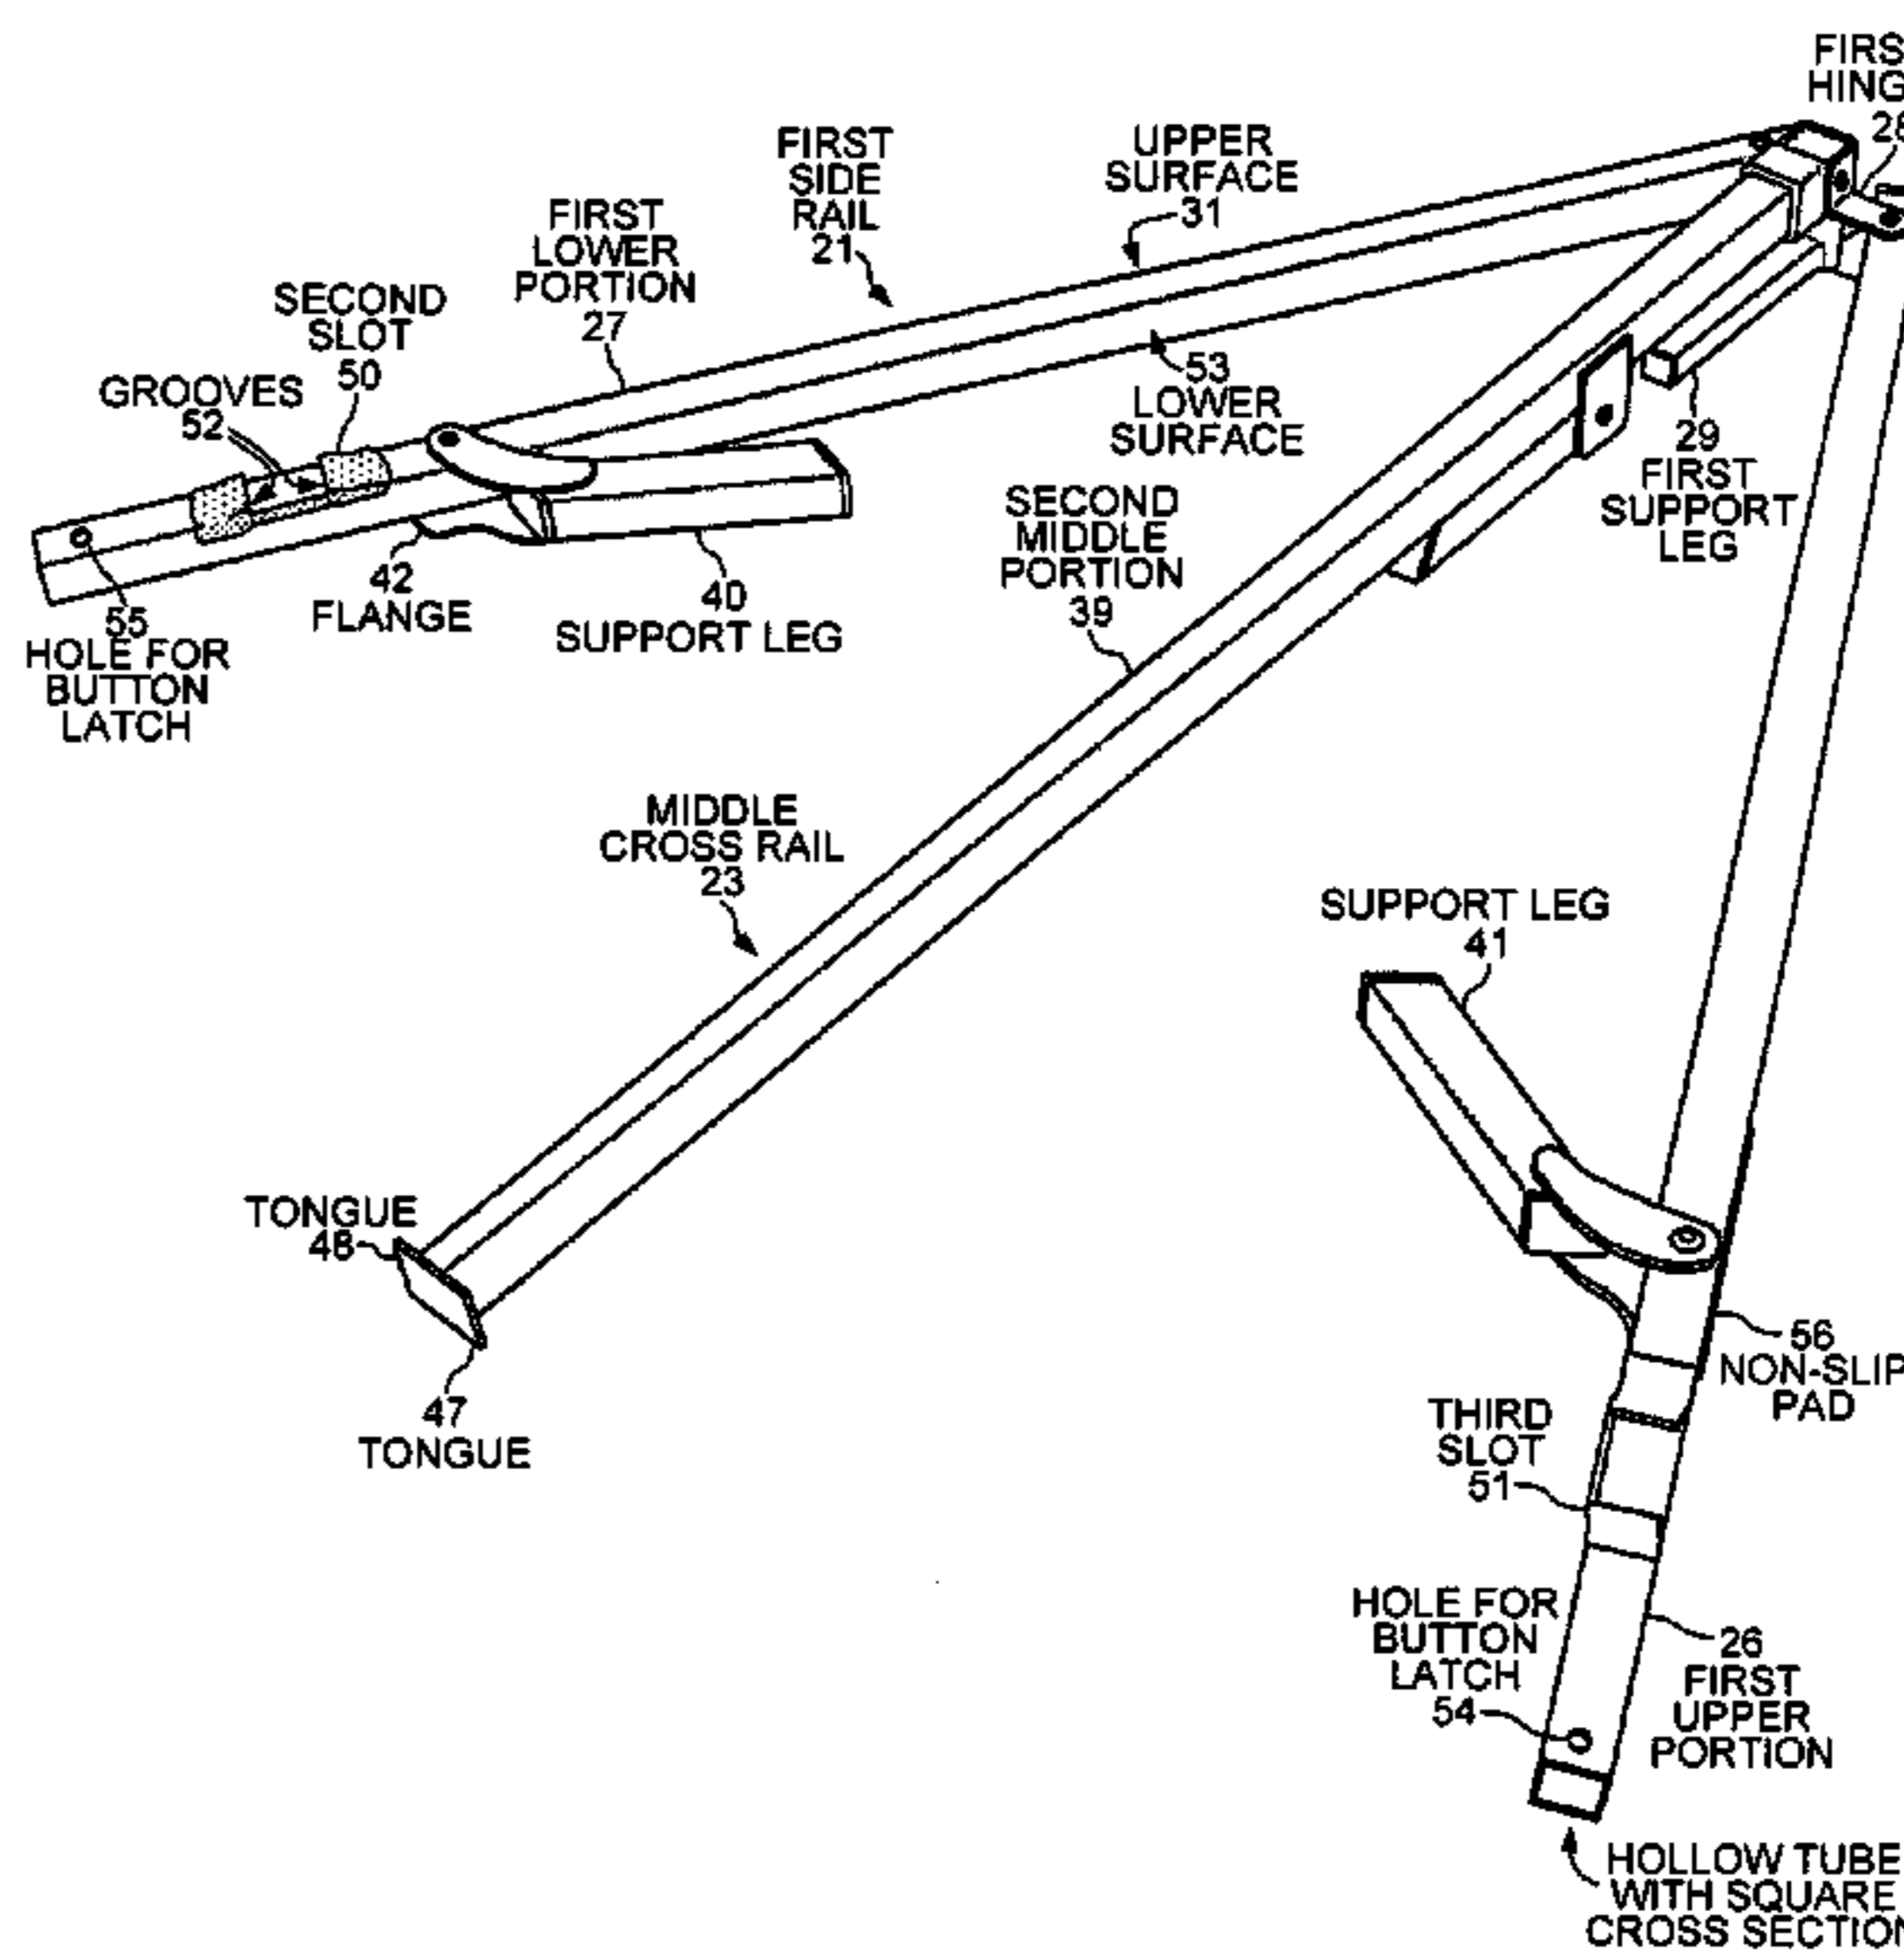 FIRS
HING
28
FIRST
SIDE
RAIL
21
UPPER
SURFACE
31
FIRST
LOWER
PORTION
27
SECOND
SLOT
50
GROOVES
52
53
LOWER
SURFACE
29
FIRST
SUPPORT
LEG
SECOND
MIDDLE
PORTION
39
42
FLANGE
40
SUPPORT LEG
55
HOLE FOR
BUTTON
LATCH
MIDDLE
CROSS RAIL
23
SUPPORT LEG
41
TONGUE
48
47
TONGUE
56
NON-SLIP
PAD
THIRD
SLOT
51
HOLE FOR
BUTTON
LATCH
54
26
FIRST
UPPER
PORTION
HOLLOW TUBE
WITH SQUARE
CROSS SECTION